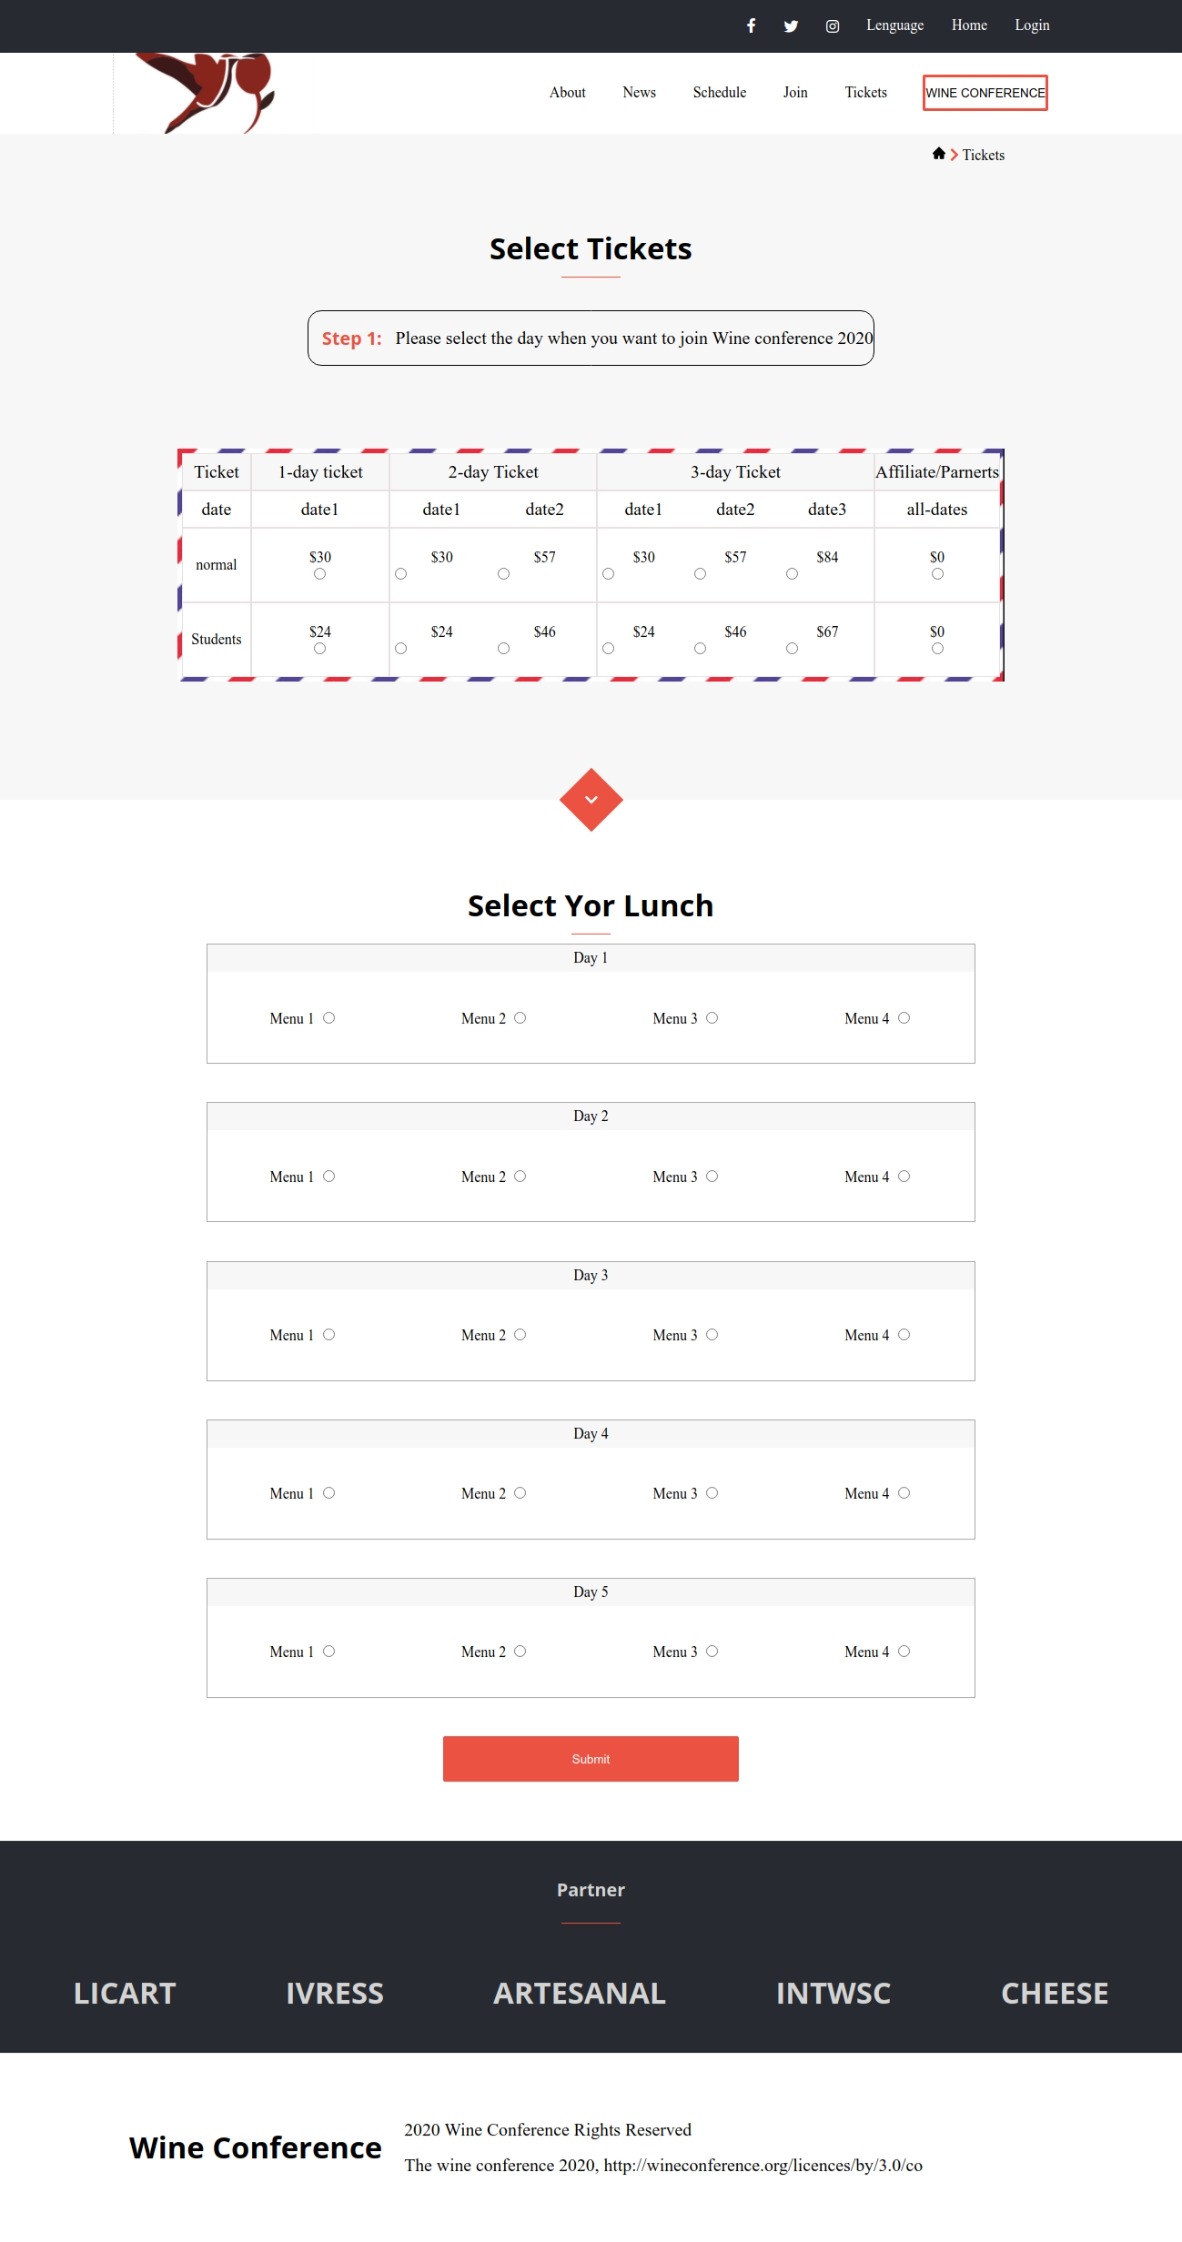 Lenguage Home Login
About News Schedule Join Tickets WINE CONFERENCE
Tickets
Select Tickets
Step 1: Please select the day when you want to join Wine conference 2020
Ticket 1-day ticket 2-day Ticket 3-day Ticket Affiliate/Parnerts
date date1 date1 date2 date1 date2 date3 all-dates
normal $30 $30 $57 $30 $57 $84 $0
Students $24 $24 $46 $24 $46 $67 $0
Select Yor Lunch
Day 1
Menu 1 Menu 2 Menu 3 Menu 4
Day 2
Menu 1 Menu 2 Menu 3 Menu 4
Day 3
Menu 1 Menu 2 Menu 3 Menu 4
Day 4
Menu 1 Menu 2 Menu 3 Menu 4
Day 5
Menu 1 Menu 2 Menu 3 Menu 4
Submit
Partner
LICART IVRESS ARTESANAL INTWSC CHEESE
Wine Conference
2020 Wine Conference Rights Reserved
The wine conference 2020, http://wineconference.org/licences/by/3.0/co